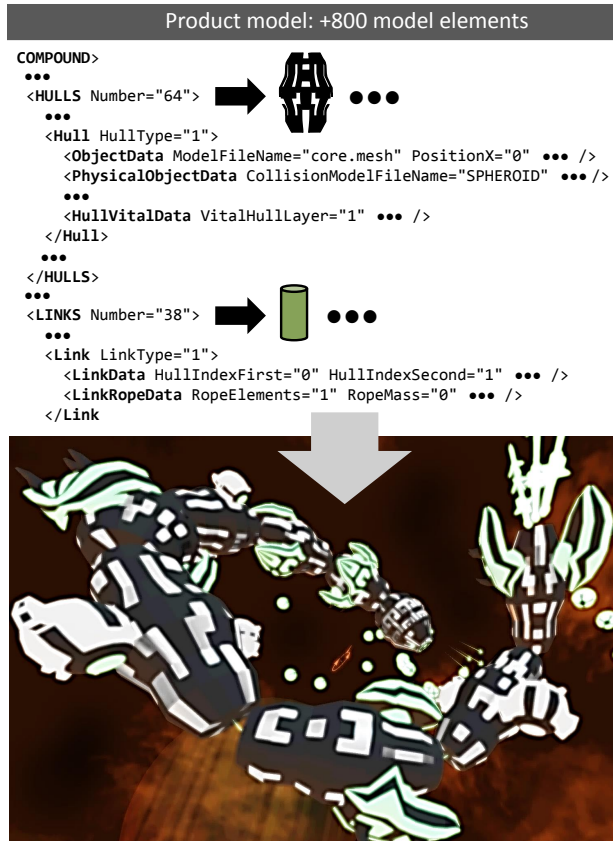 Product model: +800 model elements
COMPOUND>
•••
<HULLS Number="64"> •••
•••
<Hull HullType="1">
<ObjectData ModelFileName="core.mesh" PositionX="0" ••• />
<PhysicalObjectData CollisionModelFileName="SPHEROID" ••• />
•••
<HullVitalData VitalHullLayer="1" ••• />
</Hull>
•••
</HULLS>
•••
<LINKS Number="38"> •••
•••
<Link LinkType="1">
<LinkData HullIndexFirst="0" HullIndexSecond="1" ••• />
<LinkRopeData RopeElements="1" RopeMass="0" ••• />
</Link